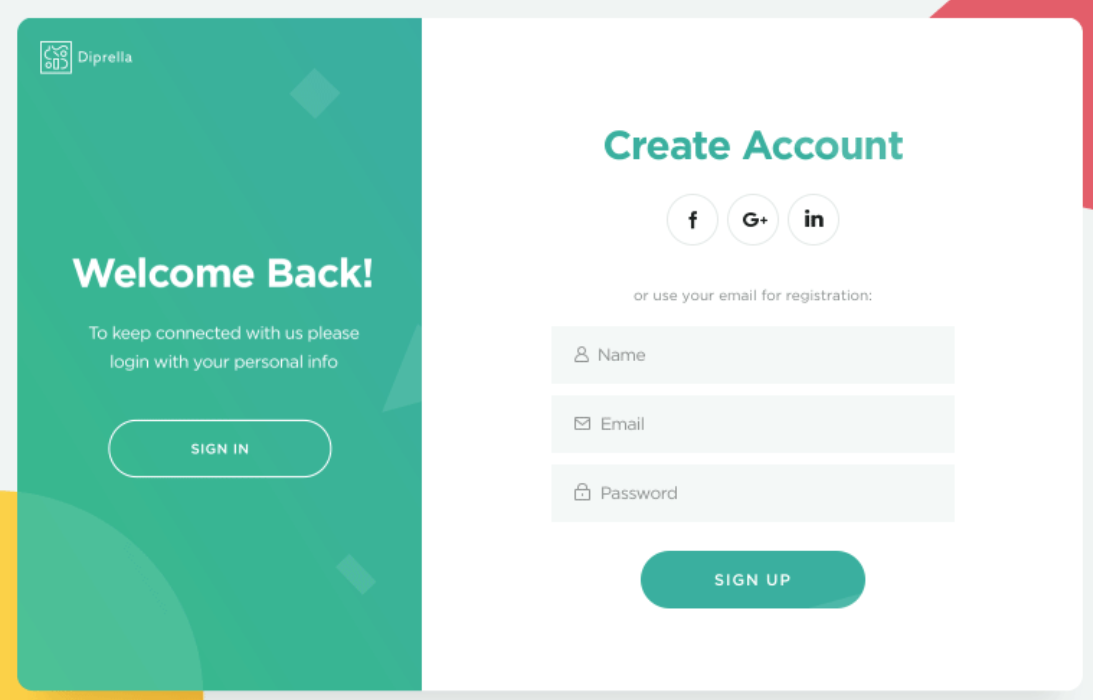 Diprella
Welcome Back!
To keep connected with us please
login with your personal info
SIGN IN
Create Account
f
G+
in
or use your email for registration:
Name
Email
Password
SIGN UP